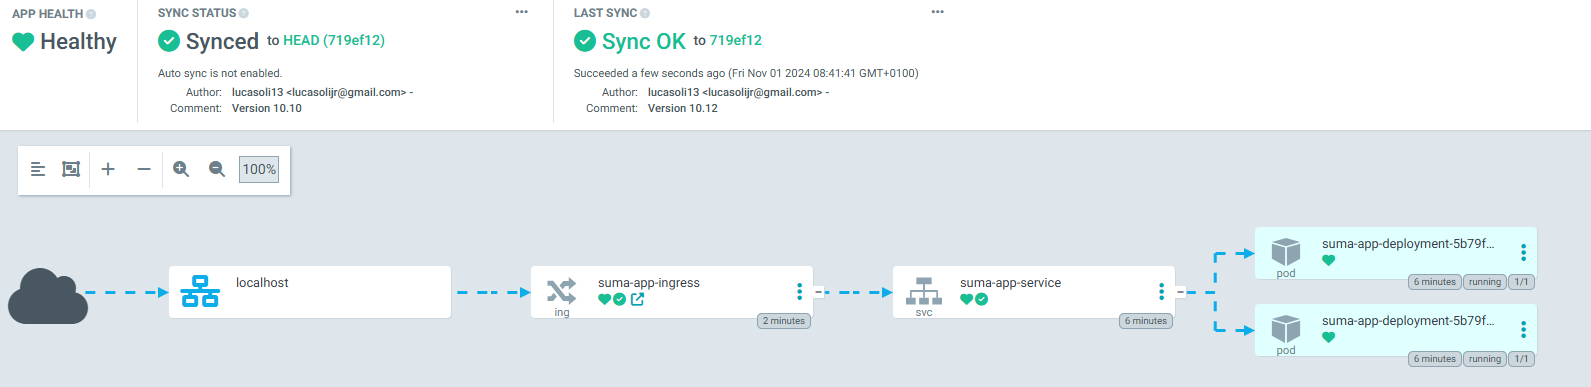 APP HEALTH
Healthy
SYNC STATUS
Synced to HEAD (719ef12)
Auto sync is not enabled.
Author: lucasoli13 <lucasolijr@gmail.com> -
Comment: Version 10.10
LAST SYNC
Sync OK to 719ef12
Succeeded a few seconds ago (Fri Nov 01 2024 08:41:41 GMT+0100)
Author: lucasoli13 <lucasolijr@gmail.com> -
Comment: Version 10.12
100%
localhost
suma-app-ingress
ing
2 minutes
suma-app-service
svc
6 minutes
suma-app-deployment-5b79f...
pod
6 minutes running 1/1
suma-app-deployment-5b79f...
pod
6 minutes running 1/1